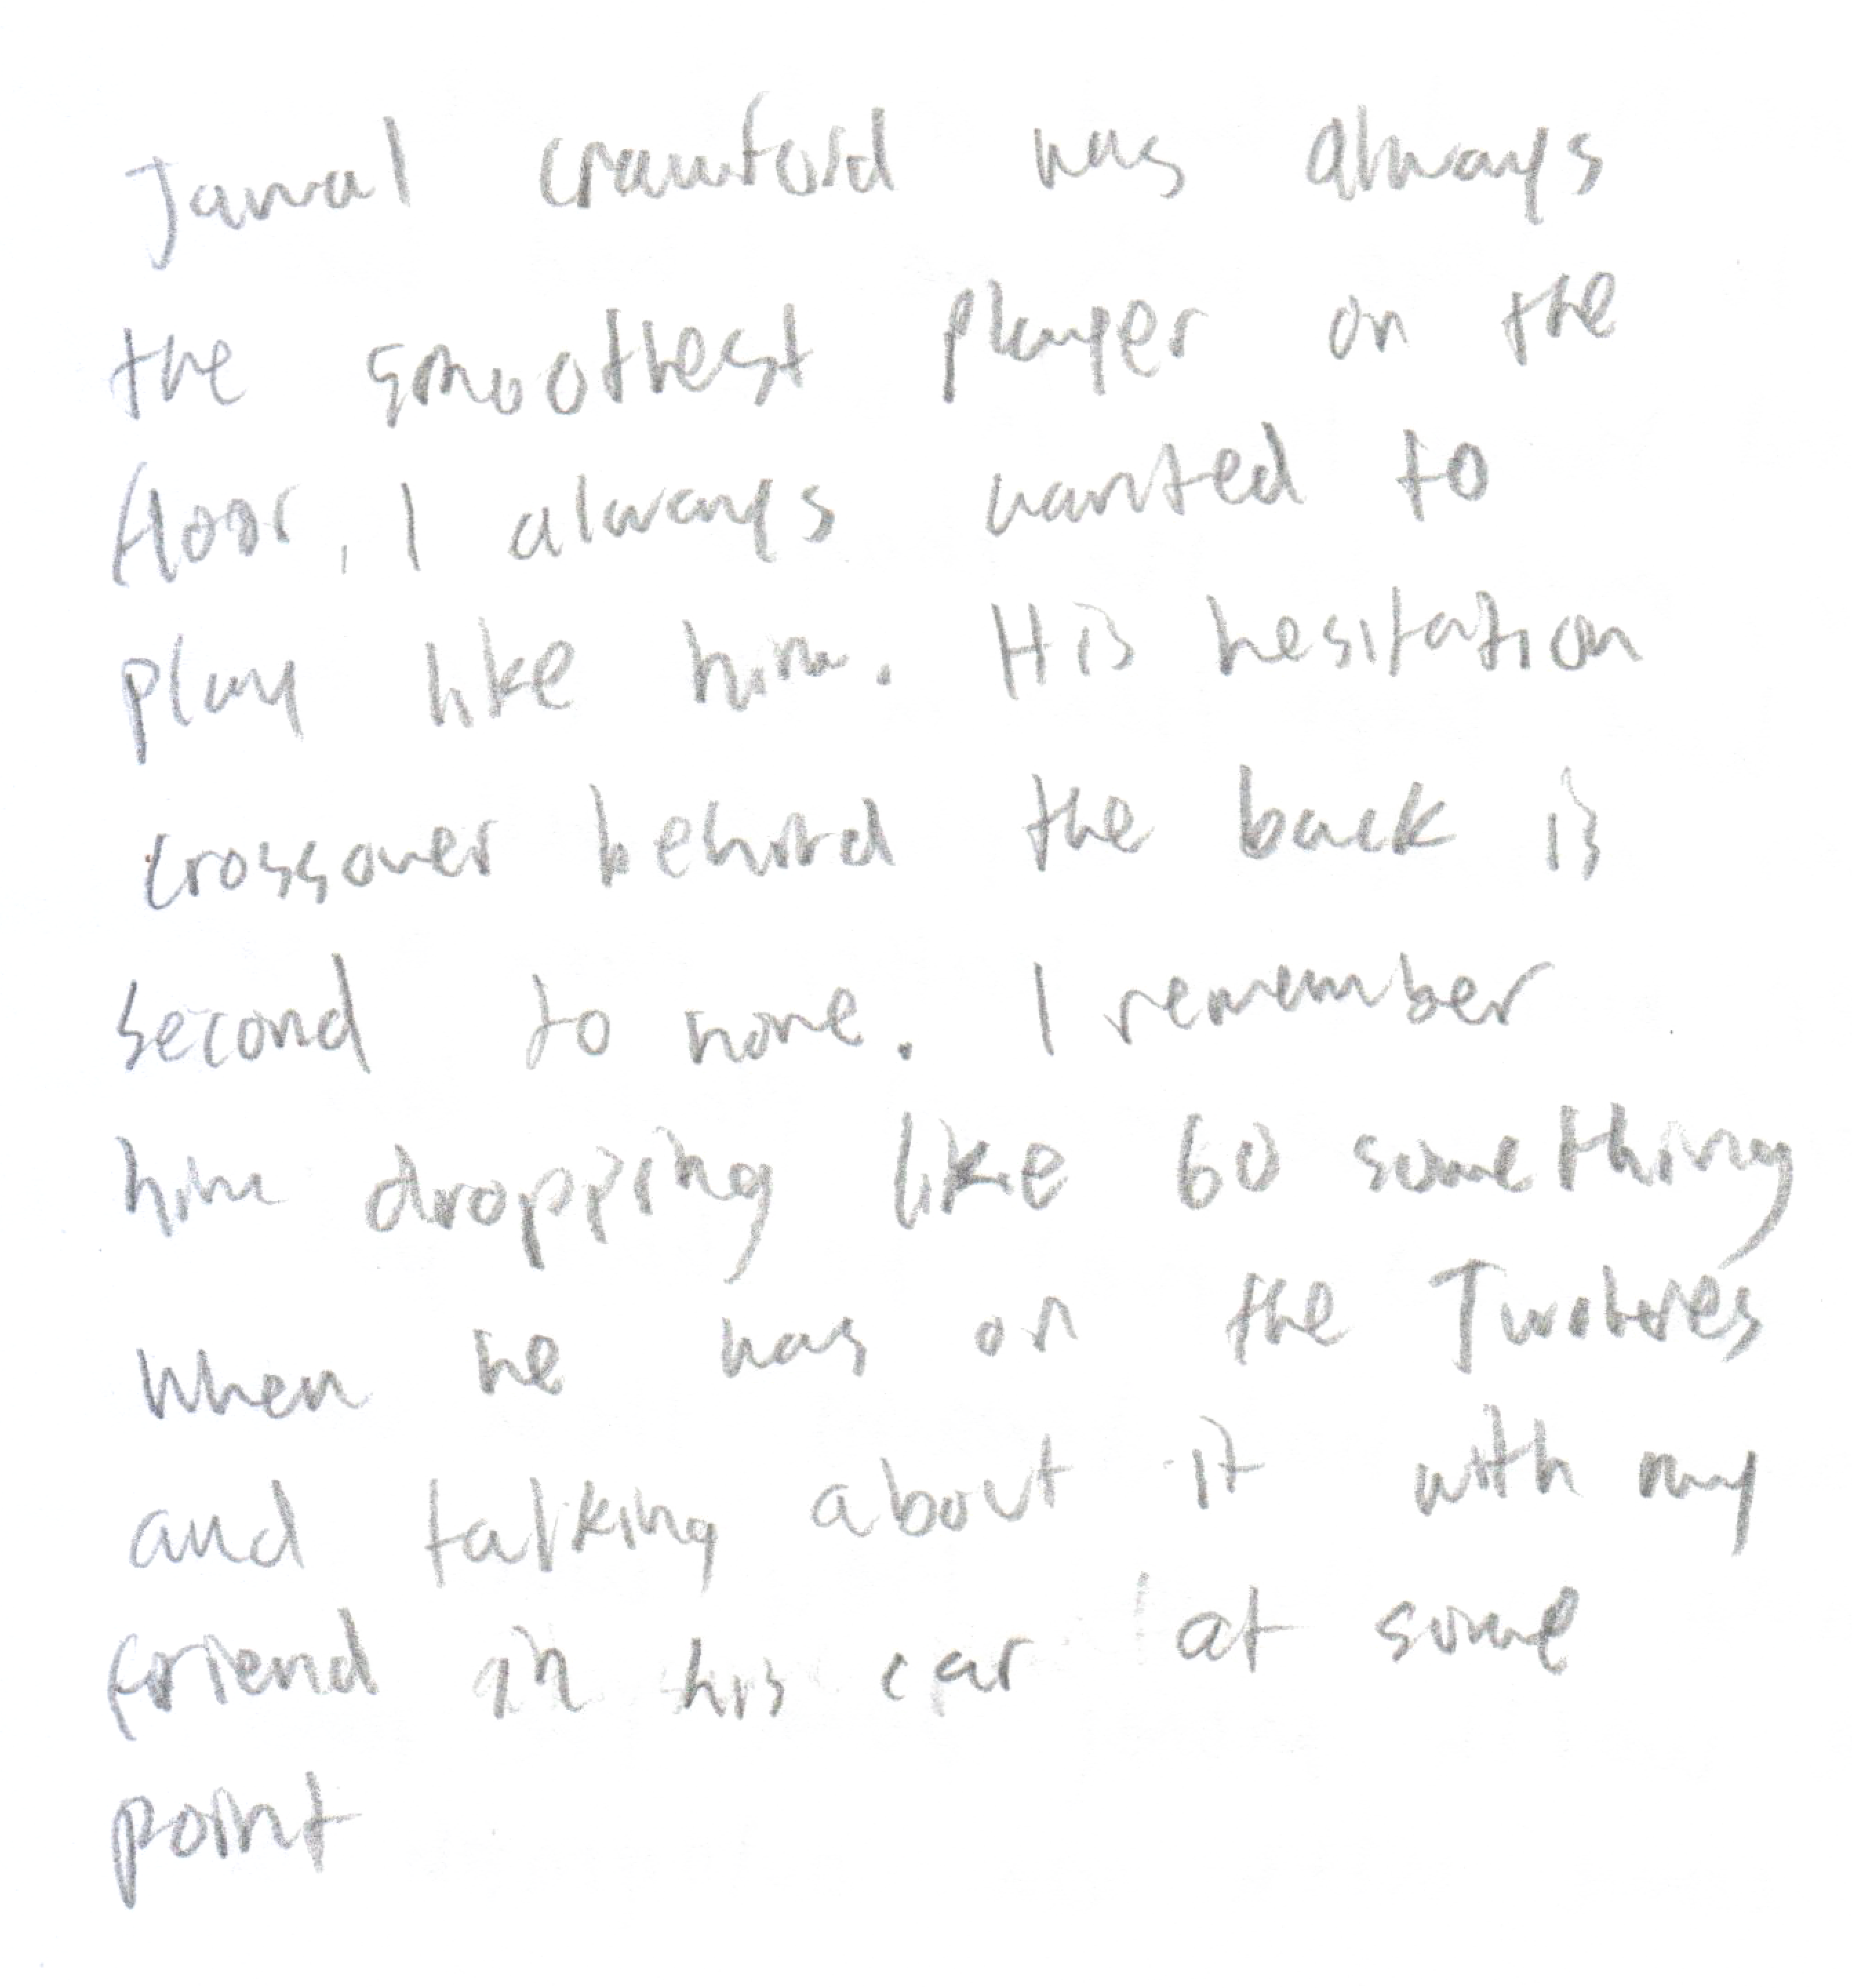 Jamal crawford was always
the smoothest player on the
floor, I always wanted to
play like him. His hesitation
crossover behind the back is
second to none. I remember
him dropping like 60 something
when he was on the Twolves
and talking about it with my
friend in his car at some
point